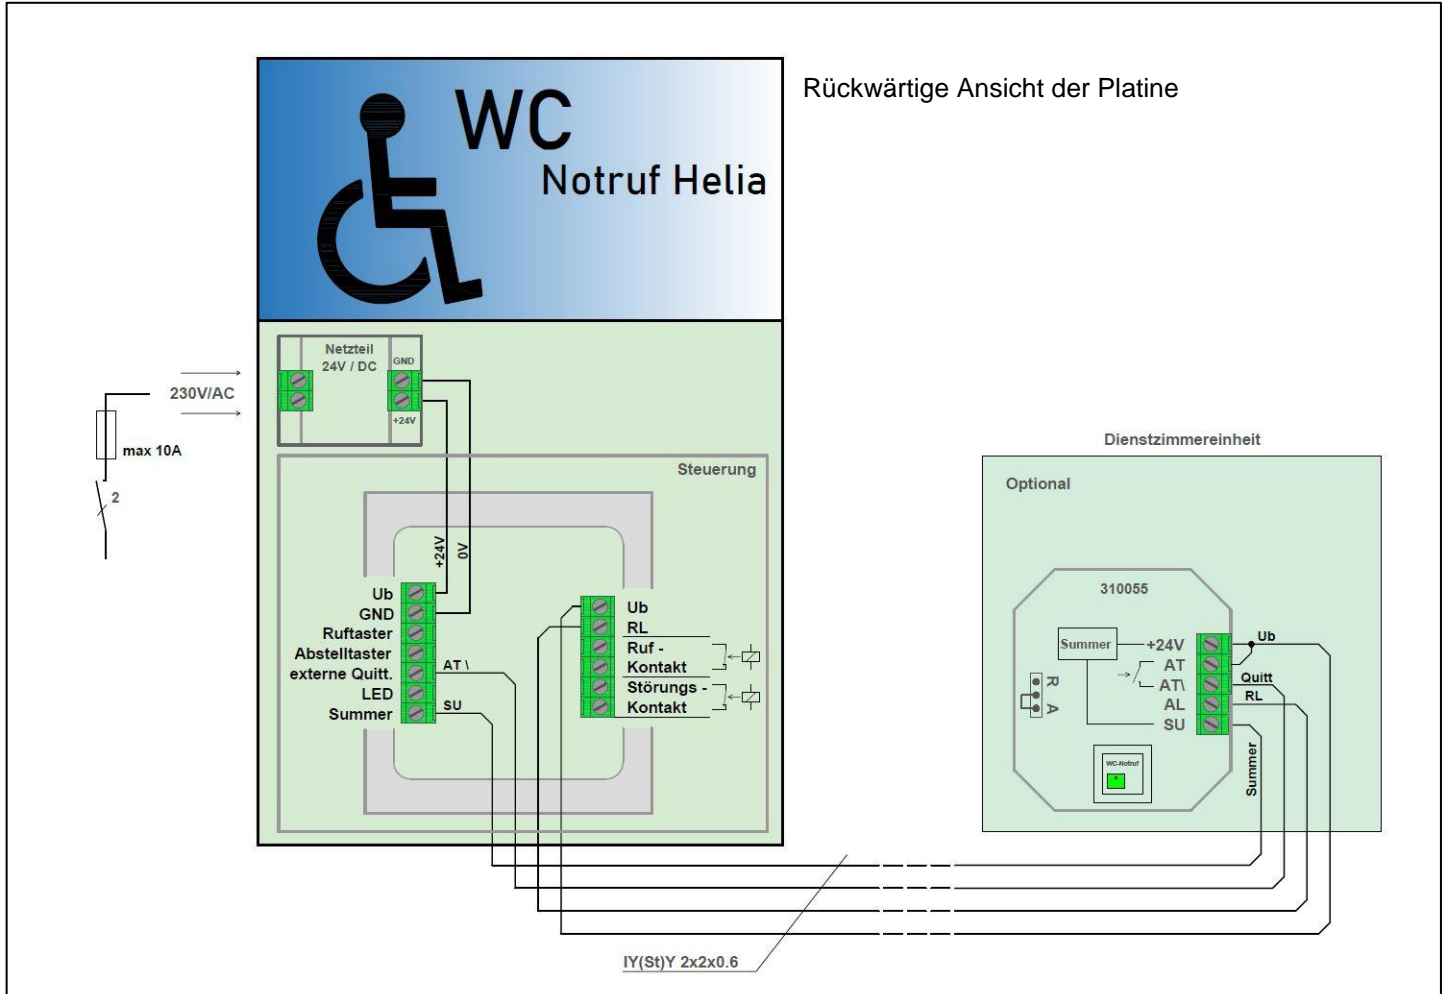 Rückwärtige Ansicht der Platine
WC
Notruf Helia
Netzteil
24V / DC
GND
+24V
230V/AC
max 10A
2
Steuerung
+24V
0V
Ub
GND
Ruftaster
Abstelltaster
externe Quitt.
LED
Summer
AT \
SU
Ub
RL
Ruf -
Kontakt
Störungs -
Kontakt
Dienstzimmereinheit
Optional
310055
Summer
+24V
AT
AT\
AL
SU
R
A
WC-Notruf
Ub
Quitt
RL
Summer
IY(St)Y 2x2x0.6